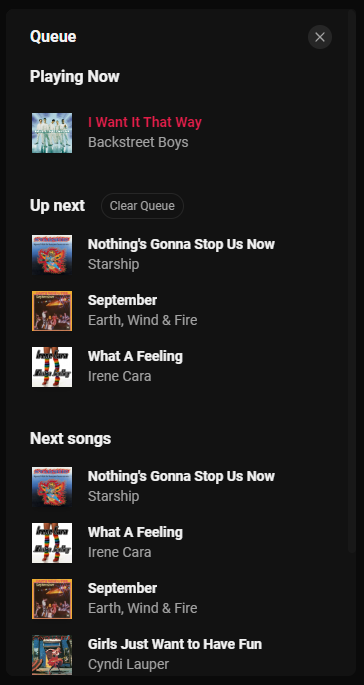 Queue
Playing Now
I Want It That Way
Backstreet Boys
Up next
Clear Queue
Nothing's Gonna Stop Us Now
Starship
September
Earth, Wind & Fire
What A Feeling
Irene Cara
Next songs
Nothing's Gonna Stop Us Now
Starship
What A Feeling
Irene Cara
September
Earth, Wind & Fire
Girls Just Want to Have Fun
Cyndi Lauper